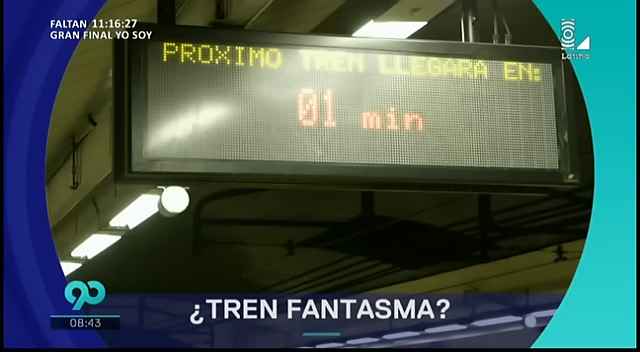 FALTAN 11:16:27
GRAN FINAL YO SOY
Latina
PROXIMO TREN LLEGARA EN:
01 min
90
08:43
¿TREN FANTASMA?